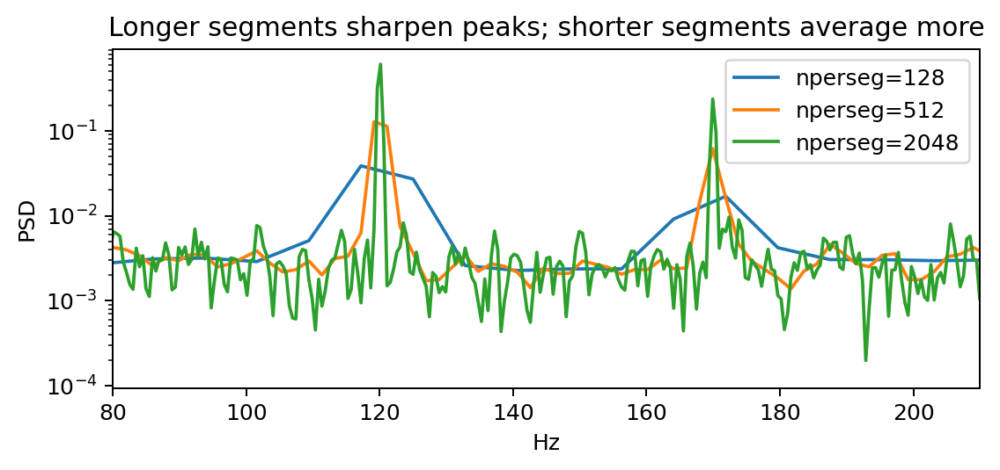 Longer segments sharpen peaks; shorter segments average more
nperseg=128
nperseg=512
nperseg=2048
PSD
10⁻¹
10⁻²
10⁻³
10⁻⁴
80 100 120 140 160 180 200
Hz